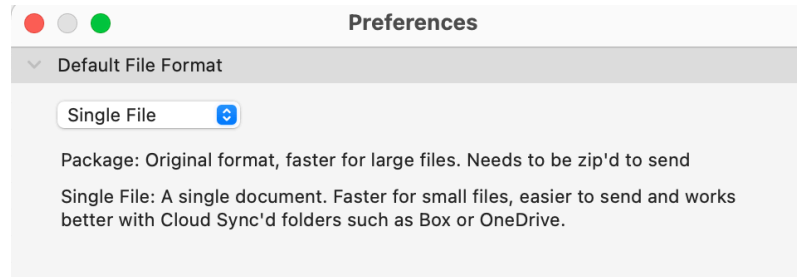 Preferences
Default File Format
Single File
Package: Original format, faster for large files. Needs to be zip'd to send
Single File: A single document. Faster for small files, easier to send and works
better with Cloud Sync'd folders such as Box or OneDrive.